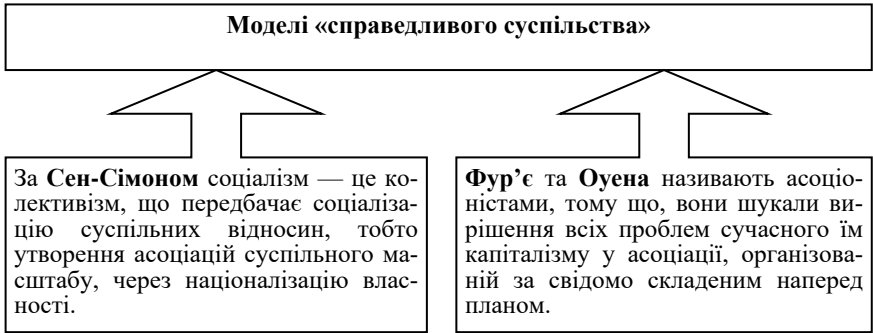 Моделі «справедливого суспільства»
За Сен-Сімоном соціалізм — це ко-
лективізм, що передбачає соціаліза-
цію суспільних відносин, тобто
утворення асоціацій суспільного ма-
сштабу, через націоналізацію влас-
ності.
Фур’є та Оуена називають асоціо-
ністами, тому що, вони шукали ви-
рішення всіх проблем сучасного їм
капіталізму у асоціації, організова-
ній за свідомо складеним наперед
планом.